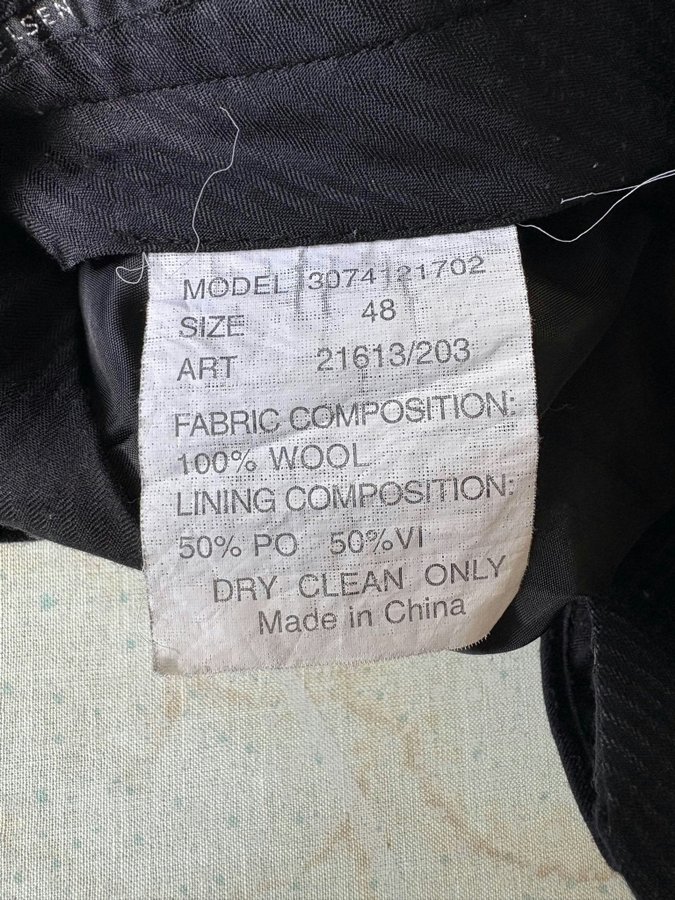 ELSEN
MODEL 3074121702
SIZE 48
ART 21613/203
FABRIC COMPOSITION:
100% WOOL
LINING COMPOSITION:
50% PO 50%VI
DRY CLEAN ONLY
Made in China